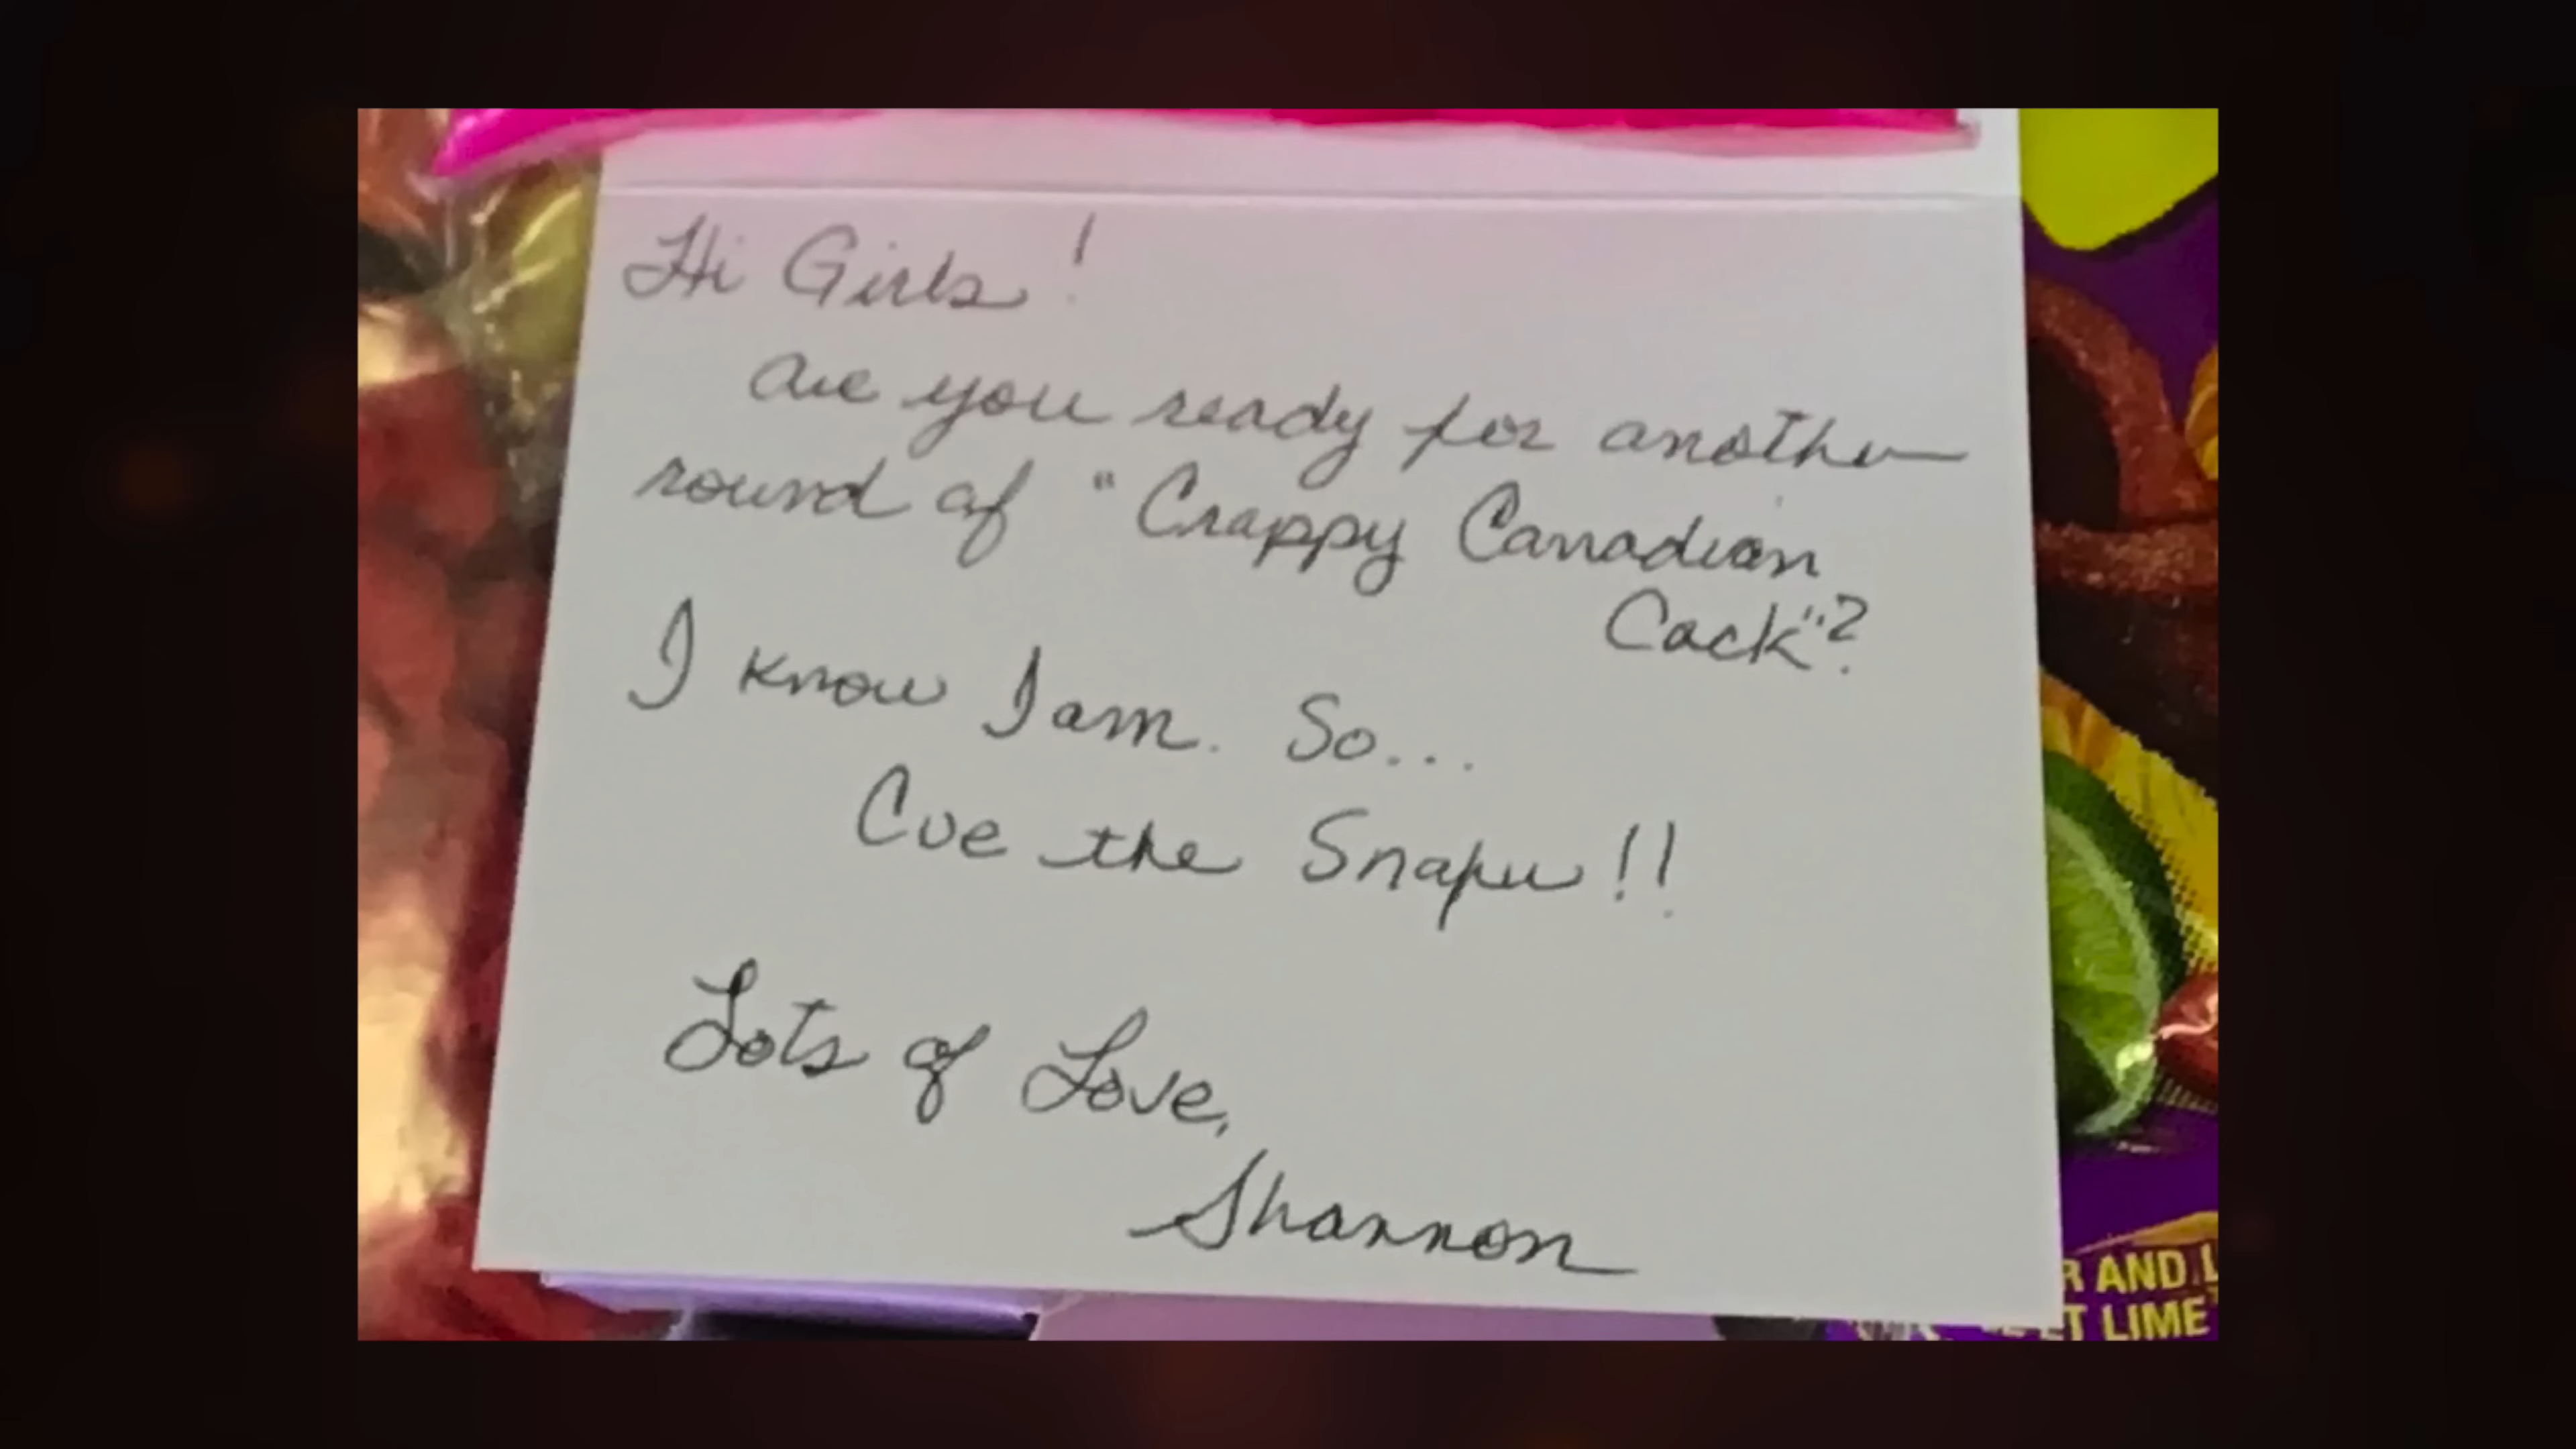 Hi Girls!
Are you ready for another
round of "Crappy Canadian
Cack"?
I know I am. So...
Cue the Snafu!!
Lots of Love,
Shannon
R AND L
T LIME